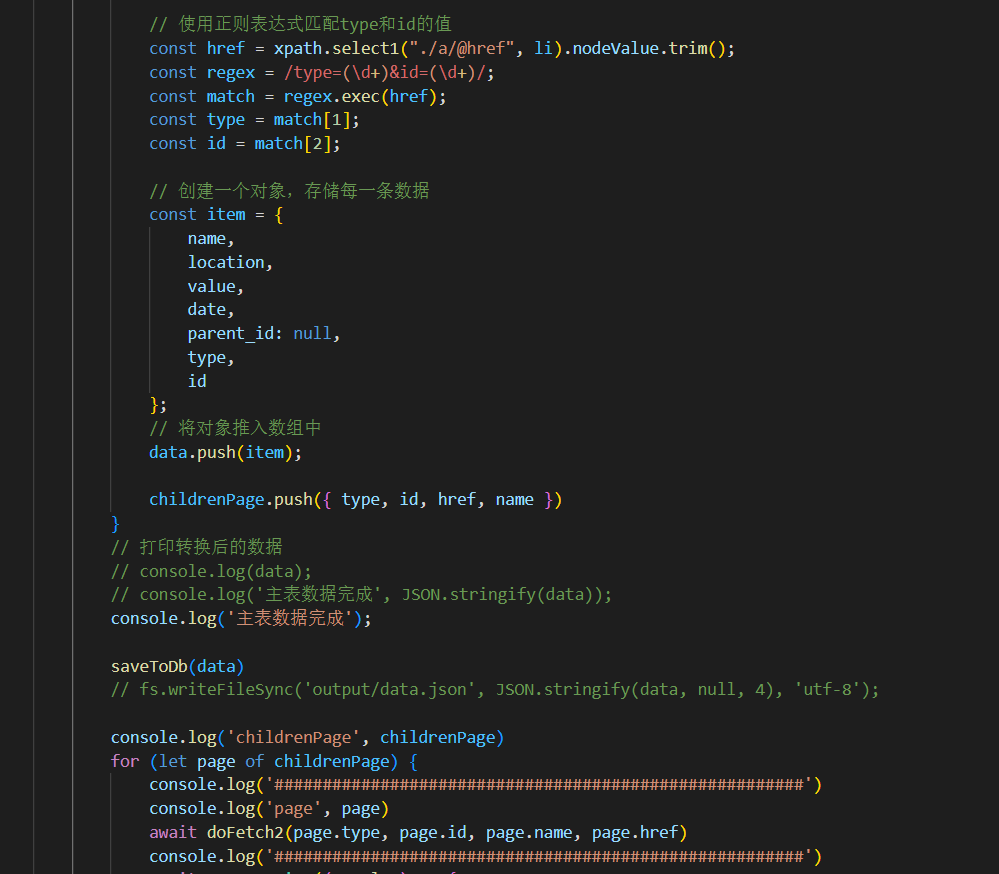 // 使用正则表达式匹配type和id的值
const href = xpath.select1("./a/@href", li).nodeValue.trim();
const regex = /type=(\d+)&id=(\d+)/;
const match = regex.exec(href);
const type = match[1];
const id = match[2];
// 创建一个对象，存储每一条数据
const item = {
name,
location,
value,
date,
parent_id: null,
type,
id
};
// 将对象推入数组中
data.push(item);
childrenPage.push({ type, id, href, name })
}
// 打印转换后的数据
// console.log(data);
// console.log('主表数据完成', JSON.stringify(data));
console.log('主表数据完成');
saveToDb(data)
// fs.writeFileSync('output/data.json', JSON.stringify(data, null, 4), 'utf-8');
console.log('childrenPage', childrenPage)
for (let page of childrenPage) {
console.log('#######################################################')
console.log('page', page)
await doFetch2(page.type, page.id, page.name, page.href)
console.log('#######################################################')